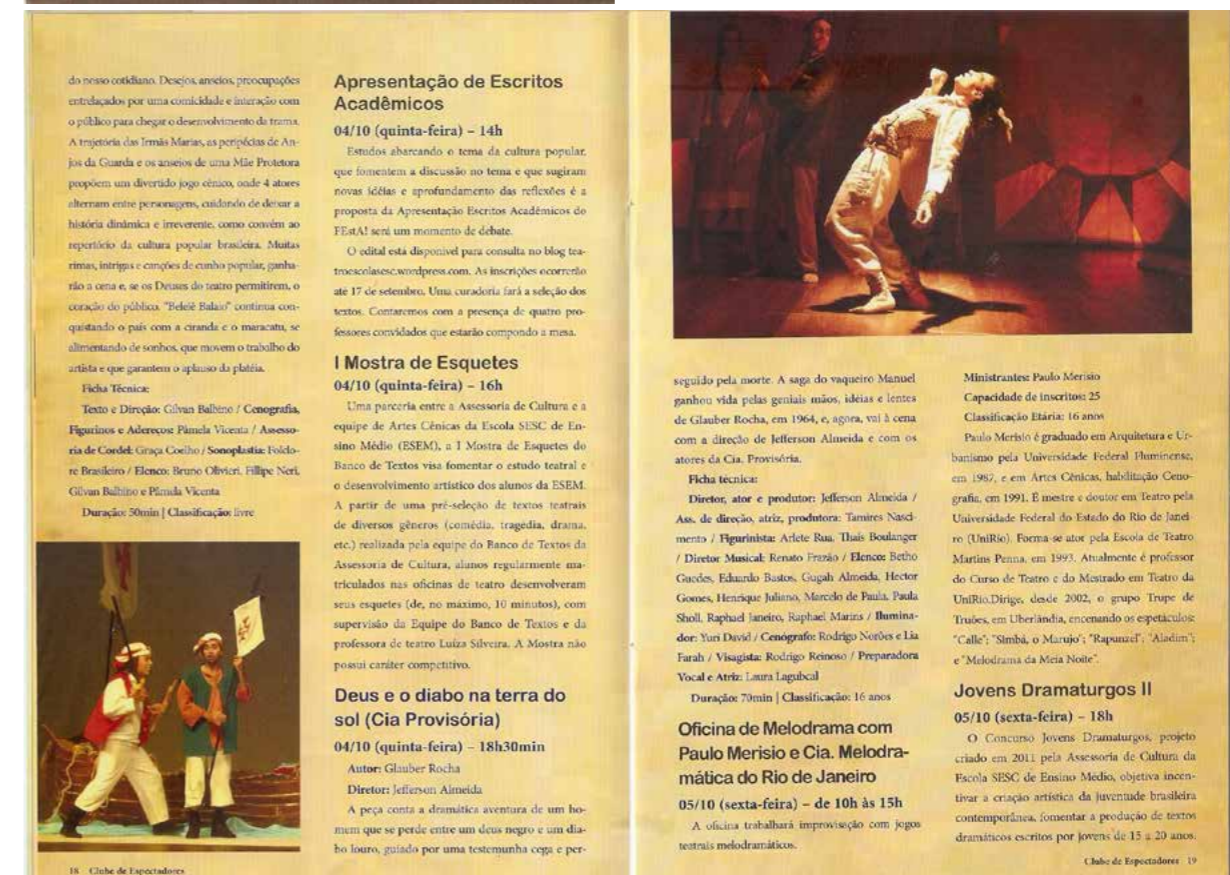 do nosso cotidiano. Desejos, anseios, preocupações
entrelaçados por uma comicidade e interação com
o público para chegar o desenvolvimento da trama.
A trajetória das Irmãs Marias, as peripécias de An-
jos da Guarda e os anseios de uma Mãe Protetora
propõem um divertido jogo cênico, onde 4 atores
alternam entre personagens, cuidando de deixar a
história dinâmica e irreverente, como convém ao
repertório da cultura popular brasileira. Muitas
rimas, intrigas e canções de cunho popular, ganha-
rão a cena e, se os Deuses do teatro permitirem, o
coração do público. "Beleiê Balaio" continua con-
quistando o país com a ciranda e o maracatu, se
alimentando de sonhos, que movem o trabalho do
artista e que garantem o aplauso da platéia.
Ficha Técnica:
Texto e Direção: Gilvan Balbino / Cenografia,
Figurinos e Adereços: Pâmela Vicenta / Assesso-
ria de Cordel: Graça Coelho / Sonoplastia: Folclo-
re Brasileiro / Elenco: Bruno Olivieri, Fillipe Neri,
Gilvan Balbino e Pâmela Vicenta
Duração: 50min | Classificação: livre
18 Clube de Espectadores
Apresentação de Escritos
Acadêmicos
04/10 (quinta-feira) – 14h
Estudos abarcando o tema da cultura popular,
que fomentem a discussão no tema e que sugiram
novas idéias e aprofundamento das reflexões é a
proposta da Apresentação Escritos Acadêmicos do
FEstA! será um momento de debate.
O edital está disponível para consulta no blog tea-
troescolasesc.wordpress.com. As inscrições ocorrerão
até 17 de setembro. Uma curadoria fará a seleção dos
textos. Contaremos com a presença de quatro pro-
fessores convidados que estarão compondo a mesa.
I Mostra de Esquetes
04/10 (quinta-feira) – 16h
Uma parceria entre a Assessoria de Cultura e a
equipe de Artes Cênicas da Escola SESC de En-
sino Médio (ESEM), a I Mostra de Esquetes do
Banco de Textos visa fomentar o estudo teatral e
o desenvolvimento artístico dos alunos da ESEM.
A partir de uma pré-seleção de textos teatrais
de diversos gêneros (comédia, tragédia, drama,
etc.) realizada pela equipe do Banco de Textos da
Assessoria de Cultura, alunos regularmente ma-
triculados nas oficinas de teatro desenvolveram
seus esquetes (de, no máximo, 10 minutos), com
supervisão da Equipe do Banco de Textos e da
professora de teatro Luíza Silveira. A Mostra não
possui caráter competitivo.
Deus e o diabo na terra do
sol (Cia Provisória)
04/10 (quinta-feira) – 18h30min
Autor: Glauber Rocha
Diretor: Jefferson Almeida
A peça conta a dramática aventura de um ho-
mem que se perde entre um deus negro e um dia-
bo louro, guiado por uma testemunha cega e per-
seguido pela morte. A saga do vaqueiro Manuel
ganhou vida pelas geniais mãos, idéias e lentes
de Glauber Rocha, em 1964, e, agora, vai à cena
com a direção de Jefferson Almeida e com os
atores da Cia. Provisória.
Ficha técnica:
Diretor, ator e produtor: Jefferson Almeida /
Ass. de direção, atriz, produtora: Tamires Nasci-
mento / Figurinista: Arlete Rua, Thaís Boulanger
/ Diretor Musical: Renato Frazão / Elenco: Betho
Guedes, Eduardo Bastos, Gugah Almeida, Hector
Gomes, Henrique Juliano, Marcelo de Paula, Paula
Sholl, Raphael Janeiro, Raphael Marins / Ilumina-
dor: Yuri David / Cenógrafo: Rodrigo Norões e Lia
Farah / Visagista: Rodrigo Reinoso / Preparadora
Vocal e Atriz: Laura Lagubcal
Duração: 70min | Classificação: 16 anos
Oficina de Melodrama com
Paulo Merisio e Cia. Melodra-
mática do Rio de Janeiro
05/10 (sexta-feira) – de 10h às 15h
A oficina trabalhará improvisação com jogos
teatrais melodramáticos.
Ministrantes: Paulo Merisio
Capacidade de inscritos: 25
Classificação Etária: 16 anos
Paulo Merisio é graduado em Arquitetura e Ur-
banismo pela Universidade Federal Fluminense,
em 1987, e em Artes Cênicas, habilitação Ceno-
grafia, em 1991. É mestre e doutor em Teatro pela
Universidade Federal do Estado do Rio de Janei-
ro (UniRio). Forma-se ator pela Escola de Teatro
Martins Penna, em 1993. Atualmente é professor
do Curso de Teatro e do Mestrado em Teatro da
UniRio.Dirige, desde 2002, o grupo Trupe de
Truões, em Uberlândia, encenando os espetáculos:
"Calle"; "Simbá, o Marujo"; "Rapunzel"; "Aladim";
e "Melodrama da Meia Noite".
Jovens Dramaturgos II
05/10 (sexta-feira) – 18h
O Concurso Jovens Dramaturgos, projeto
criado em 2011 pela Assessoria de Cultura da
Escola SESC de Ensino Médio, objetiva incen-
tivar a criação artística da juventude brasileira
contemporânea, fomentar a produção de textos
dramáticos escritos por jovens de 15 a 20 anos.
Clube de Espectadores 19